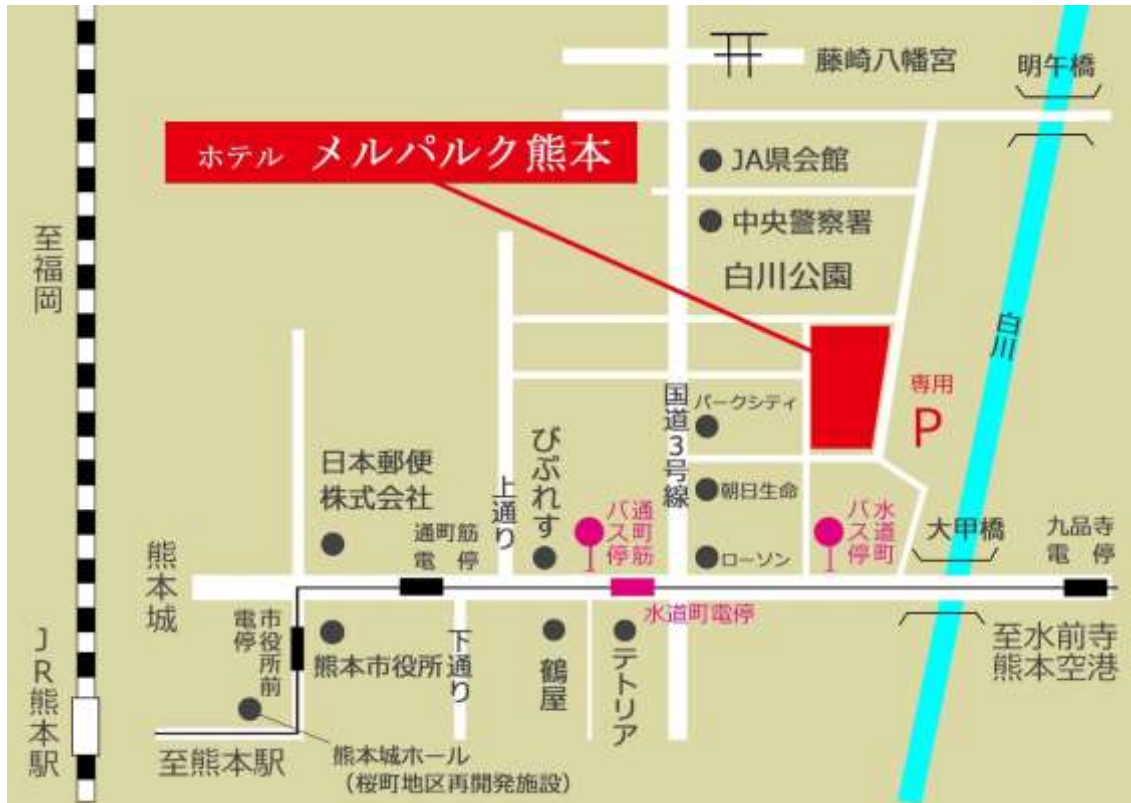 藤崎八幡宮
明午橋
ホテル メルパルク熊本
JA県会館
中央警察署
白川公園
至福岡
白川
国道3号線
パークシティ
専用
P
びぷれす
日本郵便
株式会社
上通り
通町筋
電停
通町筋
バス停
朝日生命
水道町
バス停
大甲橋
九品寺
電停
ローソン
熊本城
市役所前
電停
水道町電停
至水前寺
熊本空港
熊本市役所
下通り
鶴屋
テトリア
JR熊本駅
至熊本駅
熊本城ホール
(桜町地区再開発施設)